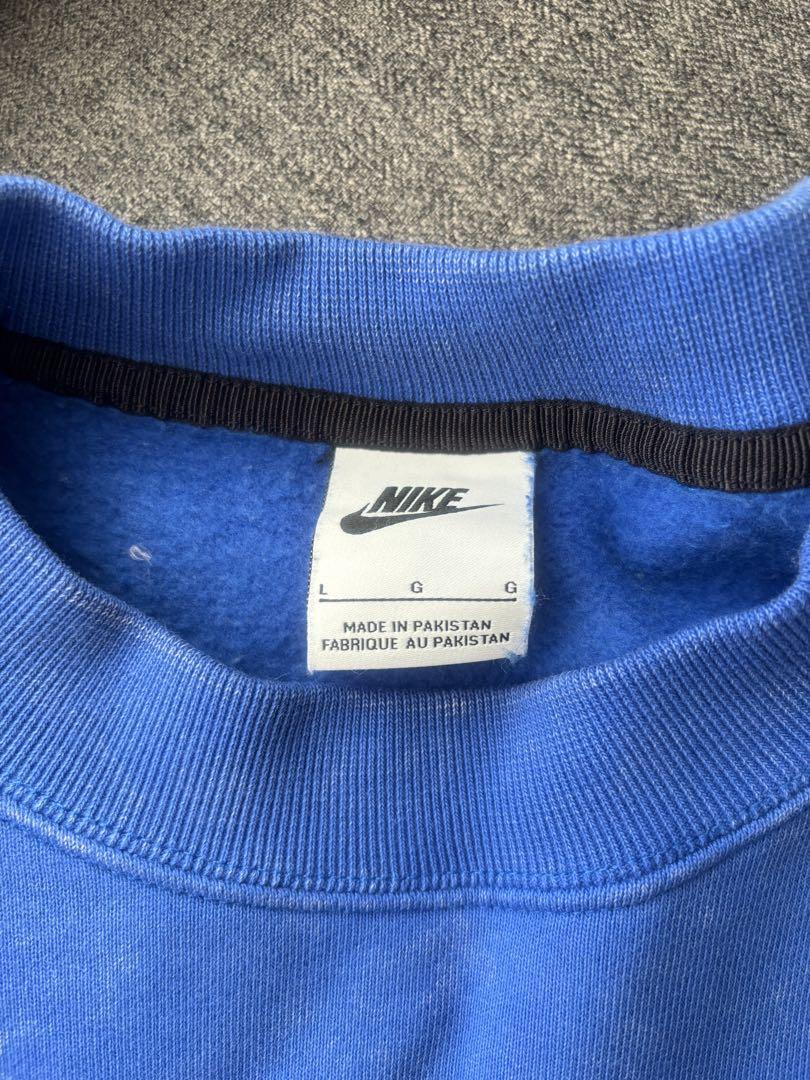 NIKE
L G G
MADE IN PAKISTAN
FABRIQUE AU PAKISTAN